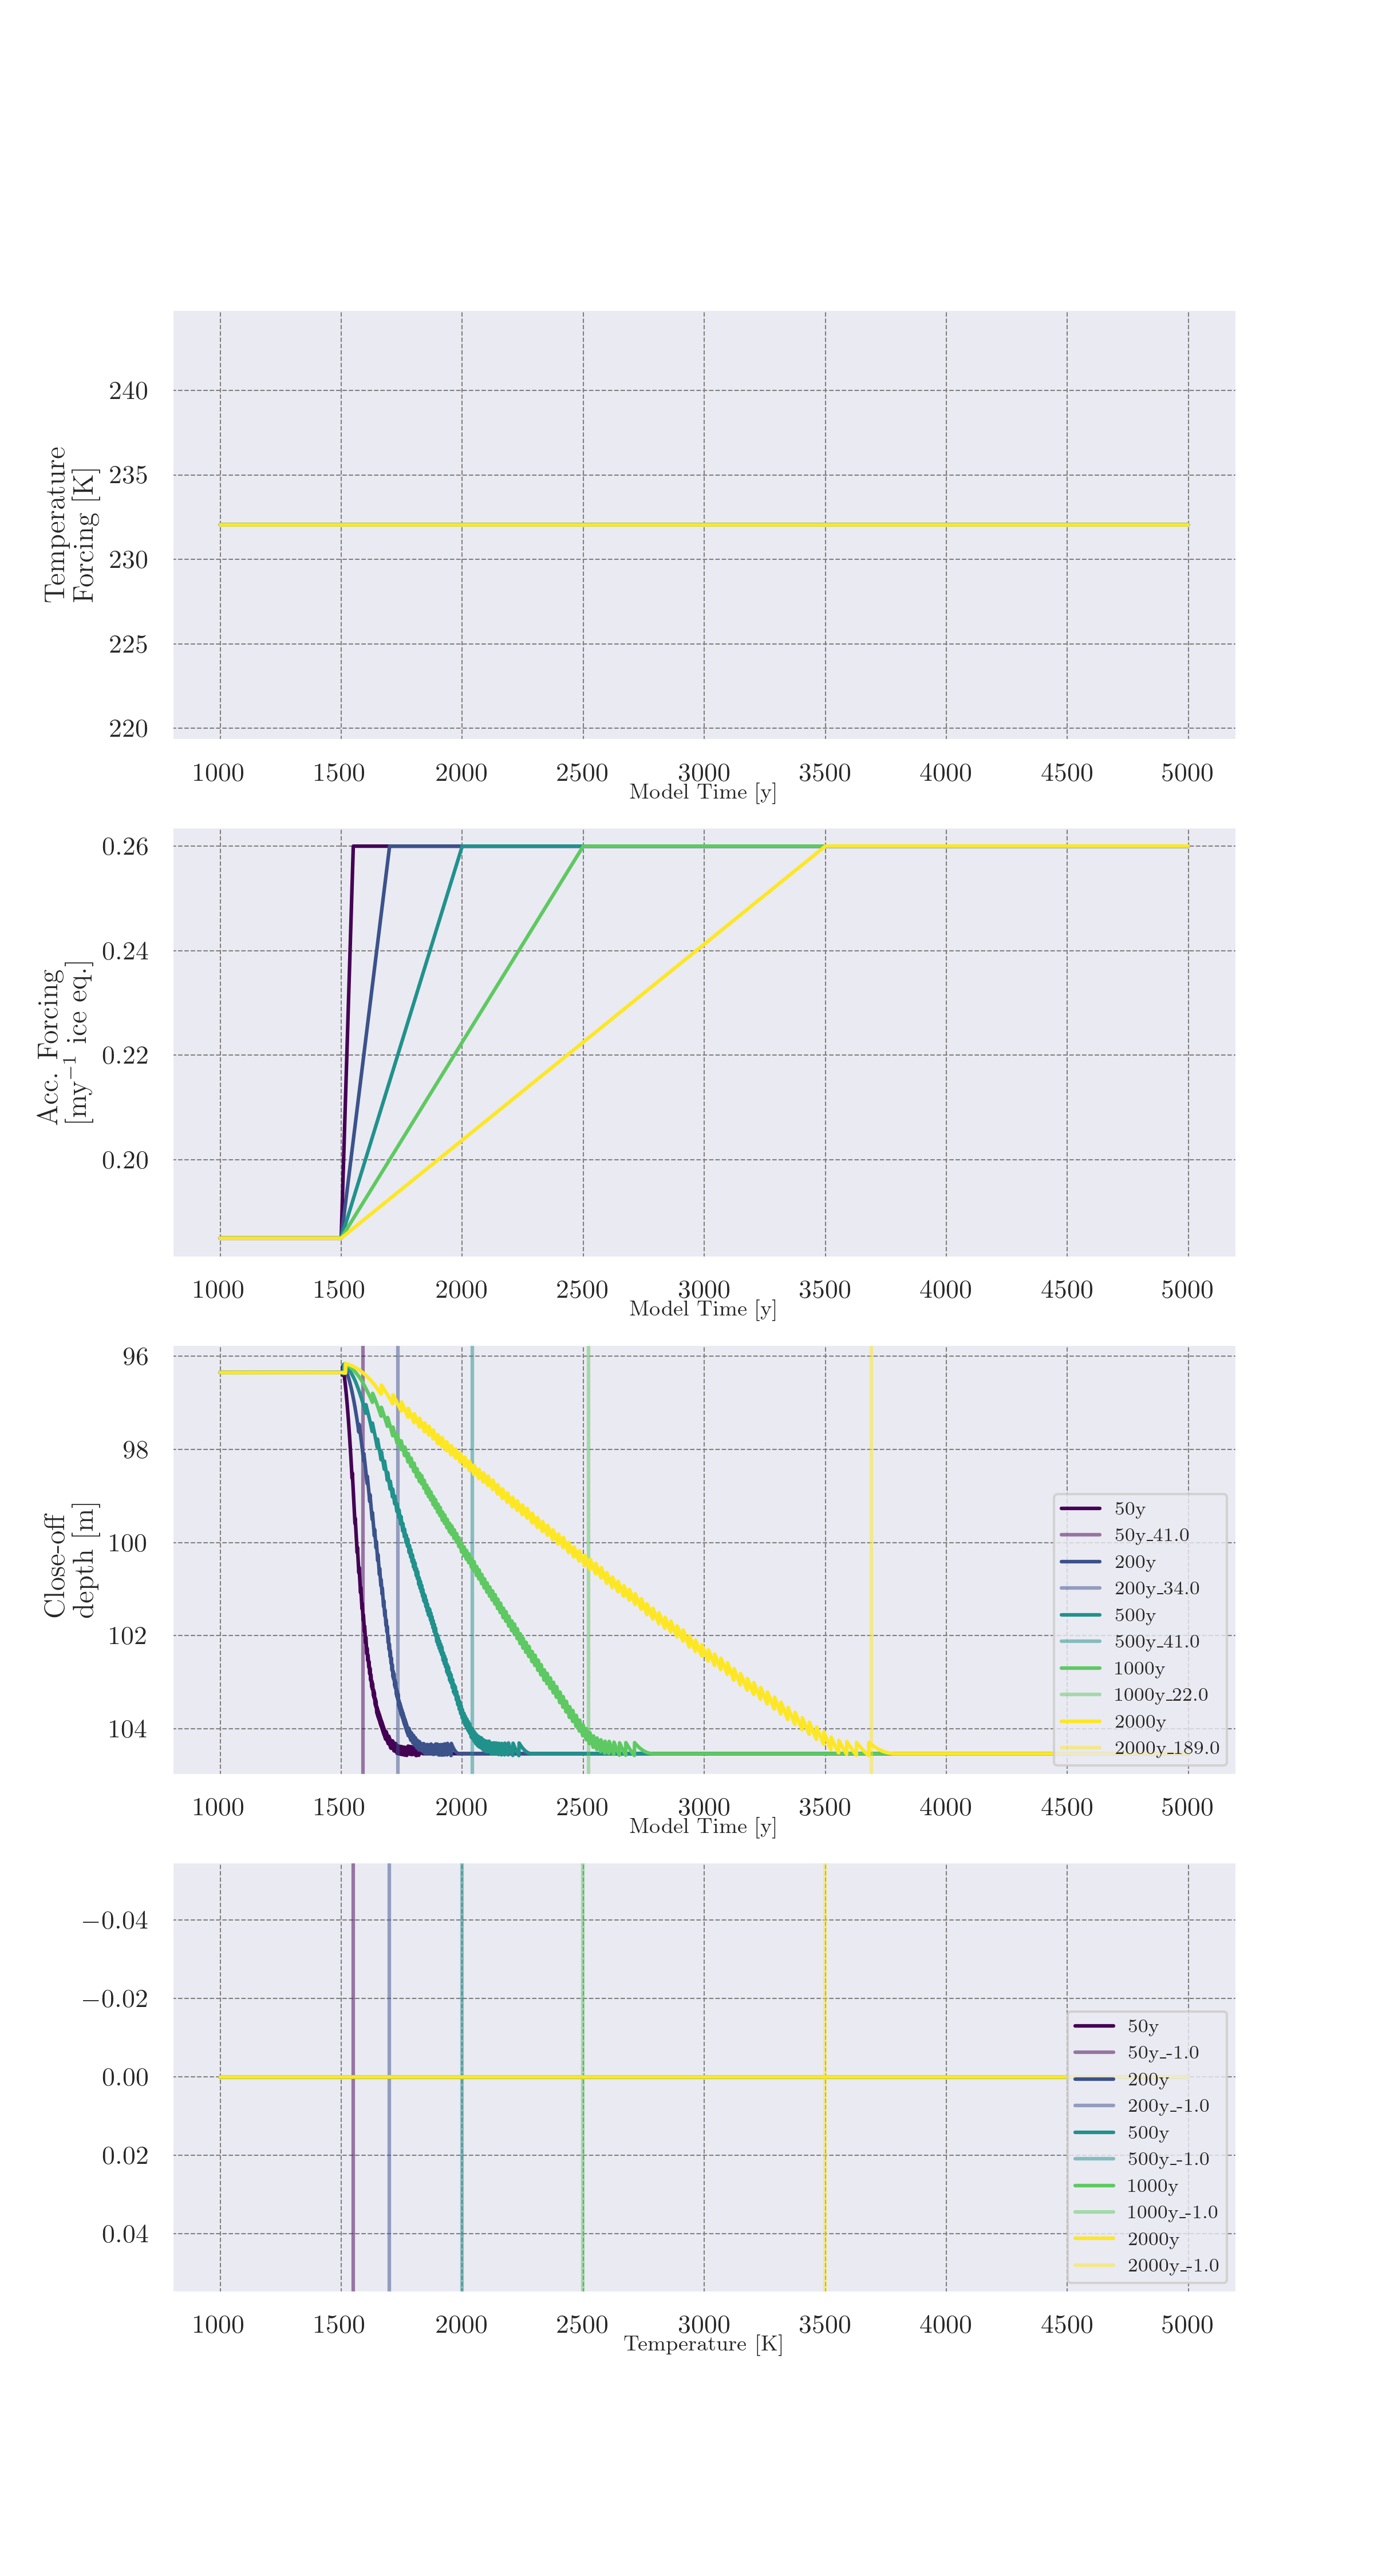 240
235
230
225
220
Temperature
Forcing [K]
1000 1500 2000 2500 3000 3500 4000 4500 5000
Model Time [y]
0.26
0.24
0.22
0.20
Acc. Forcing
[my⁻¹ ice eq.]
1000 1500 2000 2500 3000 3500 4000 4500 5000
Model Time [y]
96
98
100
102
104
Close-off
depth [m]
50y
50y_41.0
200y
200y_34.0
500y
500y_41.0
1000y
1000y_22.0
2000y
2000y_189.0
1000 1500 2000 2500 3000 3500 4000 4500 5000
Model Time [y]
−0.04
−0.02
0.00
0.02
0.04
50y
50y_-1.0
200y
200y_-1.0
500y
500y_-1.0
1000y
1000y_-1.0
2000y
2000y_-1.0
1000 1500 2000 2500 3000 3500 4000 4500 5000
Temperature [K]